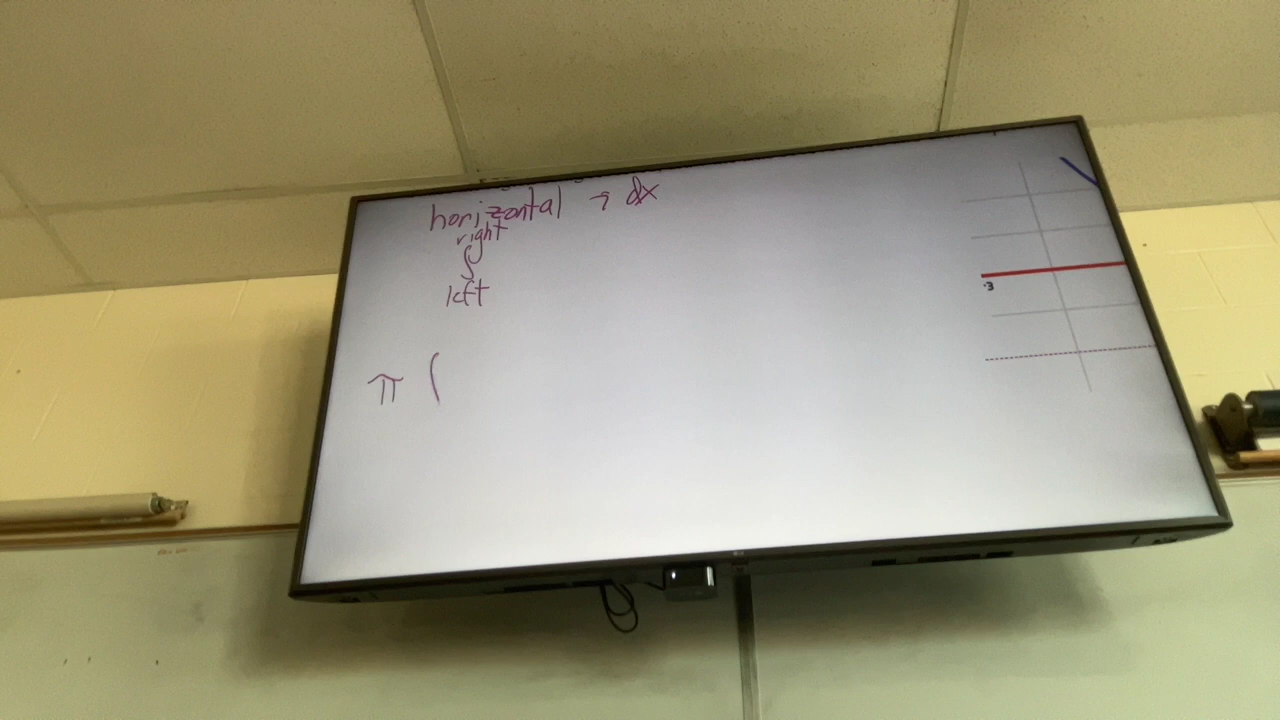 horizontal → dx
right
∫
left
-3
π (